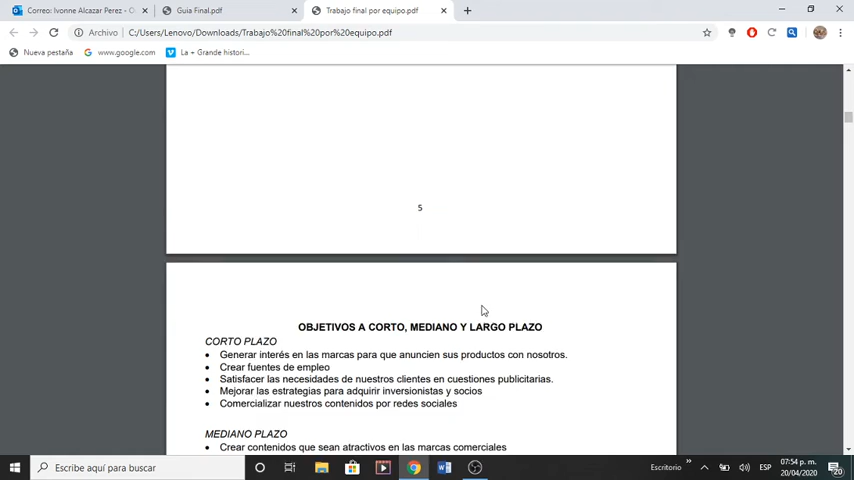 Correo: Ivonne Alcazar Perez - O
Guia Final.pdf
Trabajo final por equipo.pdf
Archivo
C:/Users/Lenovo/Downloads/Trabajo%20final%20por%20equipo.pdf
Nueva pestaña
www.google.com
La + Grande histori...
5
OBJETIVOS A CORTO, MEDIANO Y LARGO PLAZO
CORTO PLAZO
• Generar interés en las marcas para que anuncien sus productos con nosotros.
• Crear fuentes de empleo
• Satisfacer las necesidades de nuestros clientes en cuestiones publicitarias.
• Mejorar las estrategias para adquirir inversionistas y socios
• Comercializar nuestros contenidos por redes sociales
MEDIANO PLAZO
• Crear contenidos que sean atractivos en las marcas comerciales
Escribe aquí para buscar
Escritorio
ESP
07:54 p. m.
20/04/2020
20